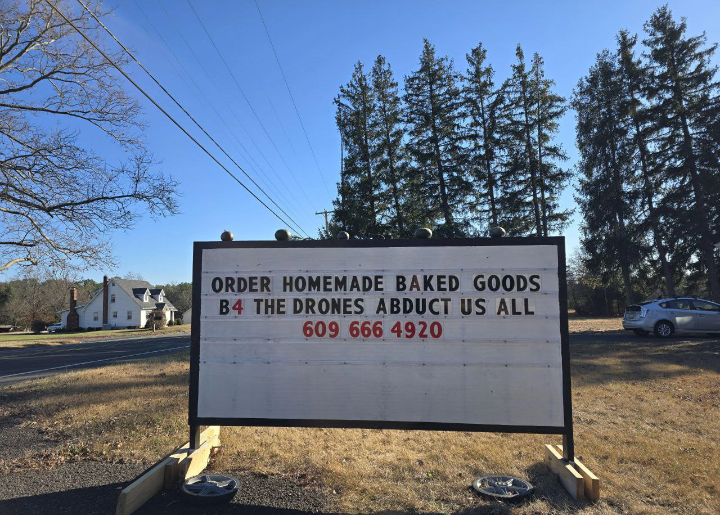 ORDER HOMEMADE BAKED GOODS
B4 THE DRONES ABDUCT US ALL
609 666 4920